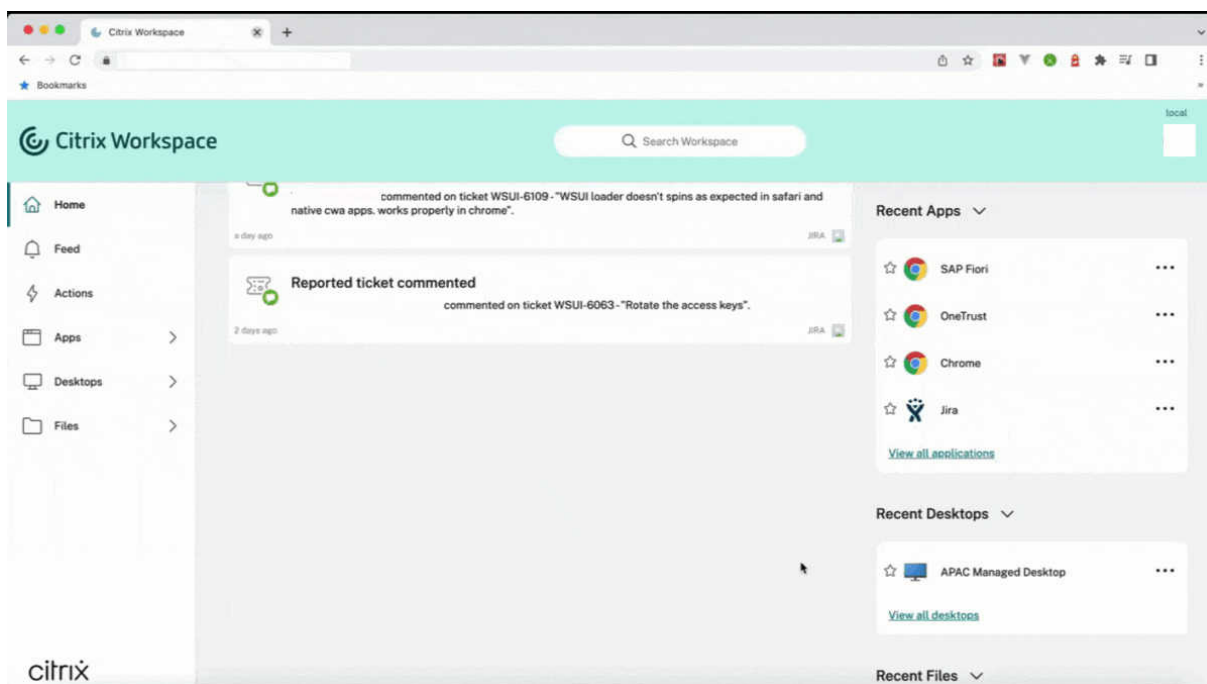 Citrix Workspace
Bookmarks
local
Citrix Workspace
Search Workspace
Home
Feed
Actions
Apps
Desktops
Files
commented on ticket WSUI-6109-"WSUI loader doesn't spins as expected in safari and
native cwa apps. works properly in chrome".
a day ago
JIRA
Reported ticket commented
commented on ticket WSUI-6063-"Rotate the access keys".
2 days ago
JIRA
Recent Apps
SAP Fiori
OneTrust
Chrome
Jira
View all applications
Recent Desktops
APAC Managed Desktop
View all desktops
Recent Files
citrix